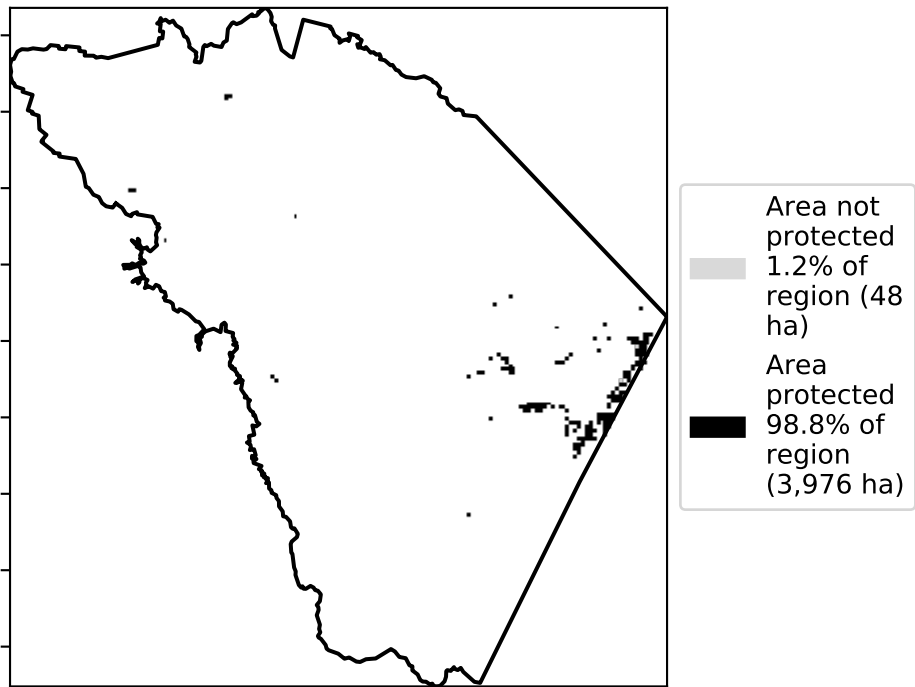 Area not
protected
1.2% of
region (48
ha)
Area
protected
98.8% of
region
(3,976 ha)